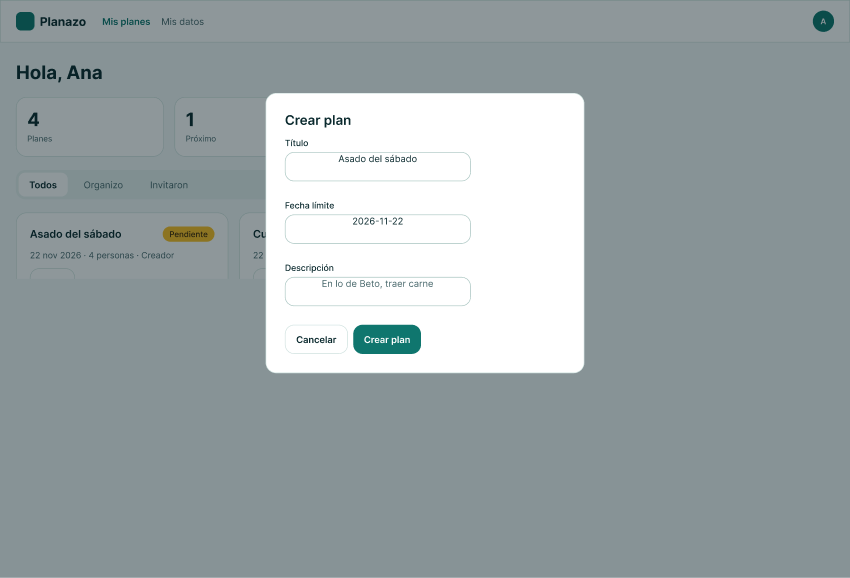 Planazo Mis planes Mis datos A
Hola, Ana
4
Planes
1
Próximo
Todos Organizo Invitaron
Asado del sábado Pendiente
22 nov 2026 · 4 personas · Creador
Cu
22
Crear plan
Título
Asado del sábado
Fecha límite
2026-11-22
Descripción
En lo de Beto, traer carne
Cancelar Crear plan